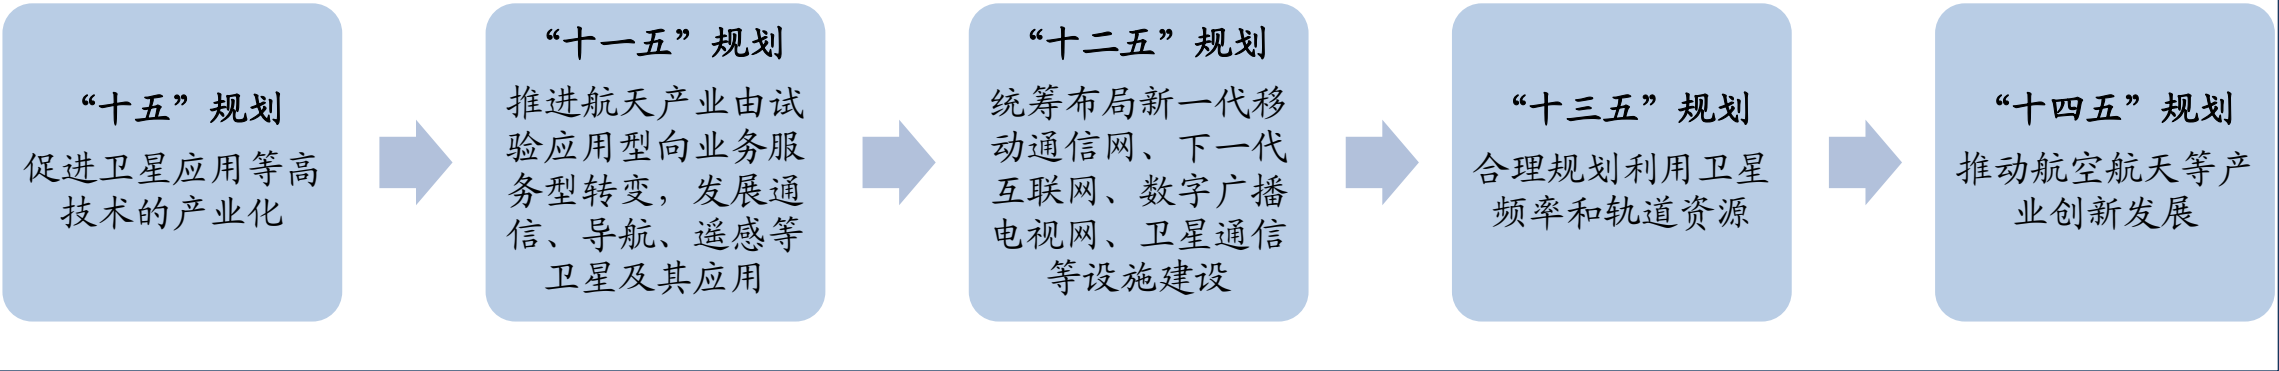 “十五”规划
促进卫星应用等高
技术的产业化
“十一五”规划
推进航天产业由试
验应用型向业务服
务型转变，发展通
信、导航、遥感等
卫星及其应用
“十二五”规划
统筹布局新一代移
动通信网、下一代
互联网、数字广播
电视网、卫星通信
等设施建设
“十三五”规划
合理规划利用卫星
频率和轨道资源
“十四五”规划
推动航空航天等产
业创新发展